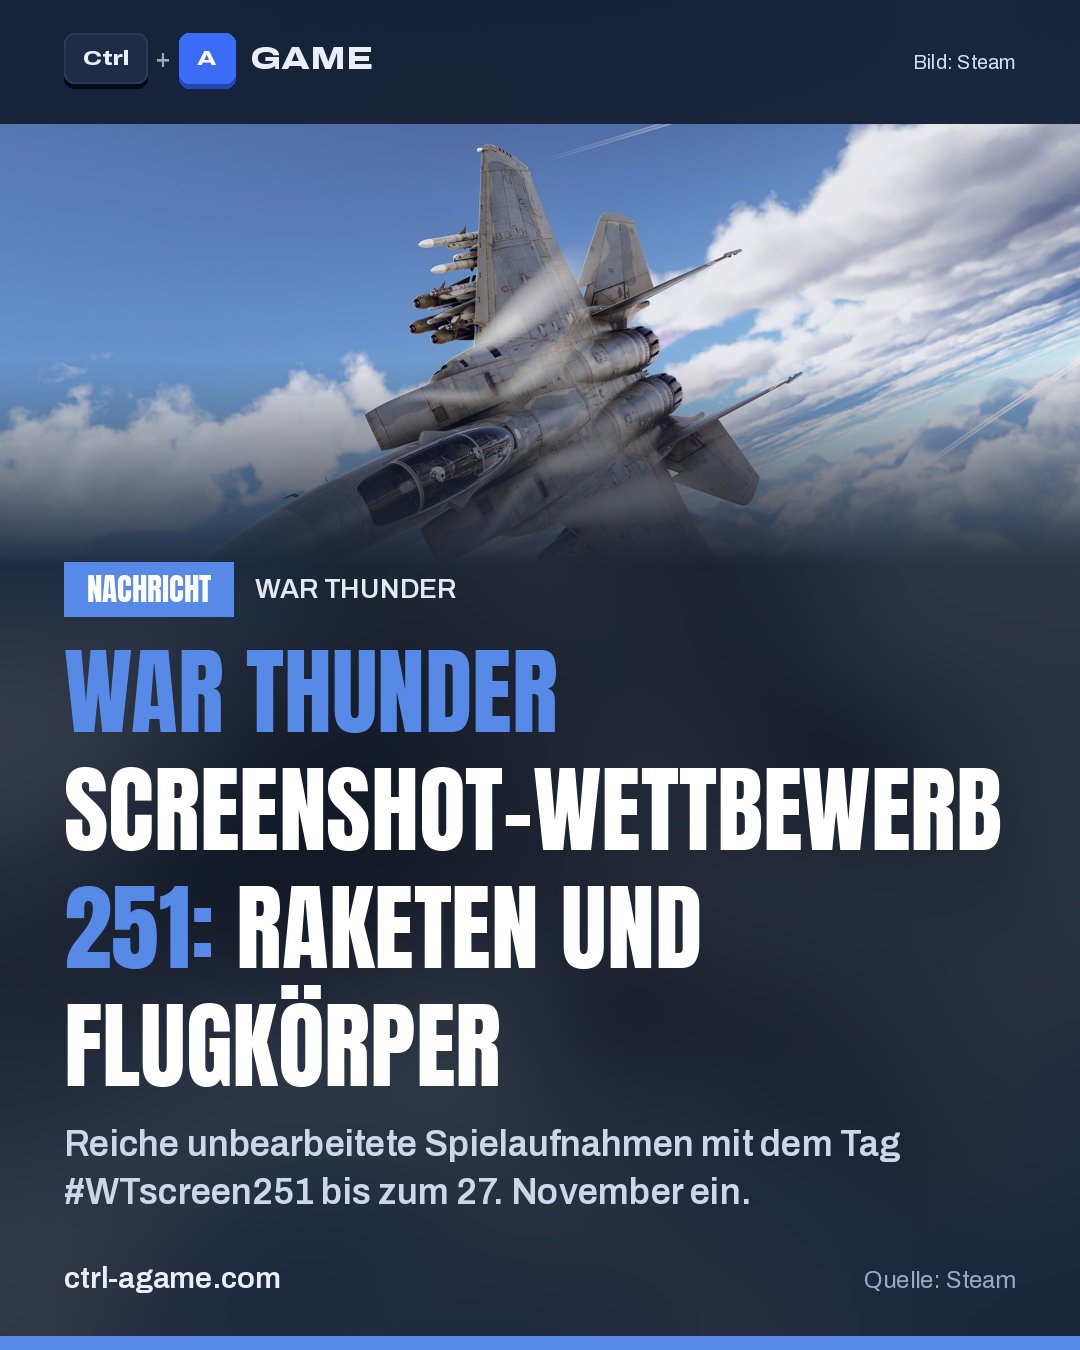 Ctrl + A GAME
Bild: Steam
NACHRICHT WAR THUNDER
WAR THUNDER
SCREENSHOT-WETTBEWERB
251: RAKETEN UND
FLUGKÖRPER
Reiche unbearbeitete Spielaufnahmen mit dem Tag
#WTscreen251 bis zum 27. November ein.
ctrl-agame.com
Quelle: Steam